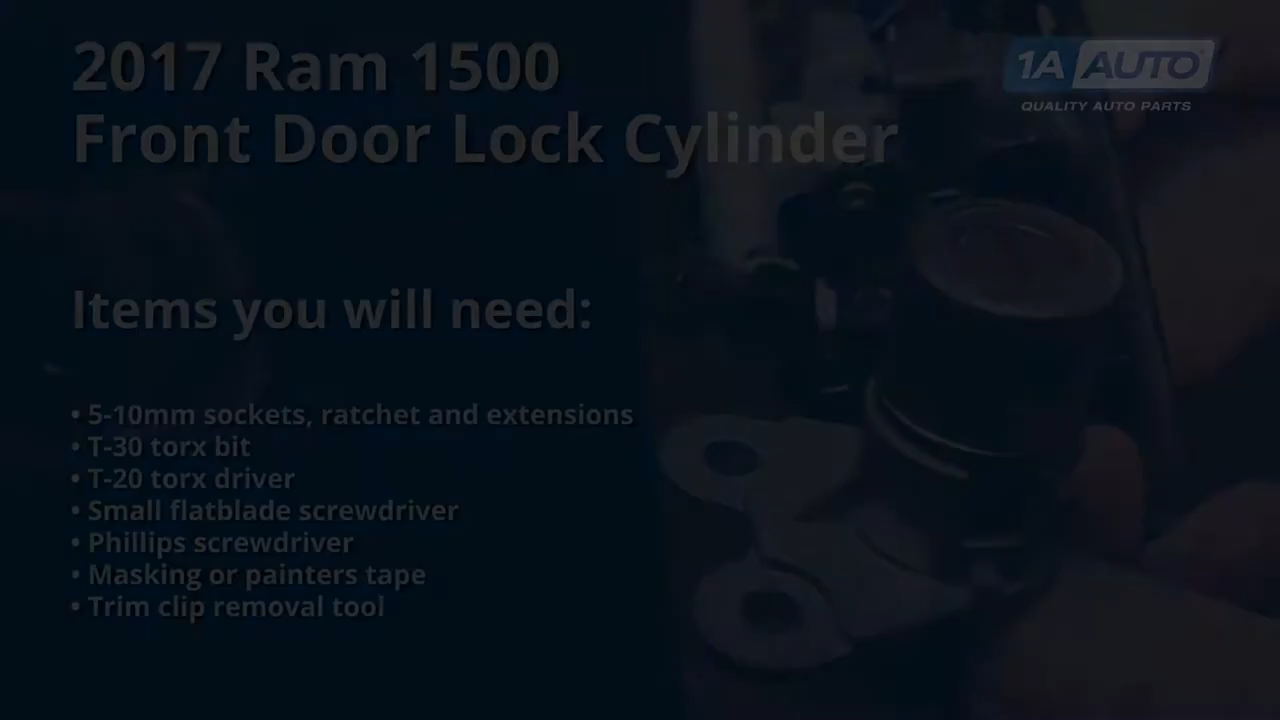 2017 Ram 1500
Front Door Lock Cylinder
1A AUTO
QUALITY AUTO PARTS
Items you will need:
• 5-10mm sockets, ratchet and extensions
• T-30 torx bit
• T-20 torx driver
• Small flatblade screwdriver
• Phillips screwdriver
• Masking or painters tape
• Trim clip removal tool